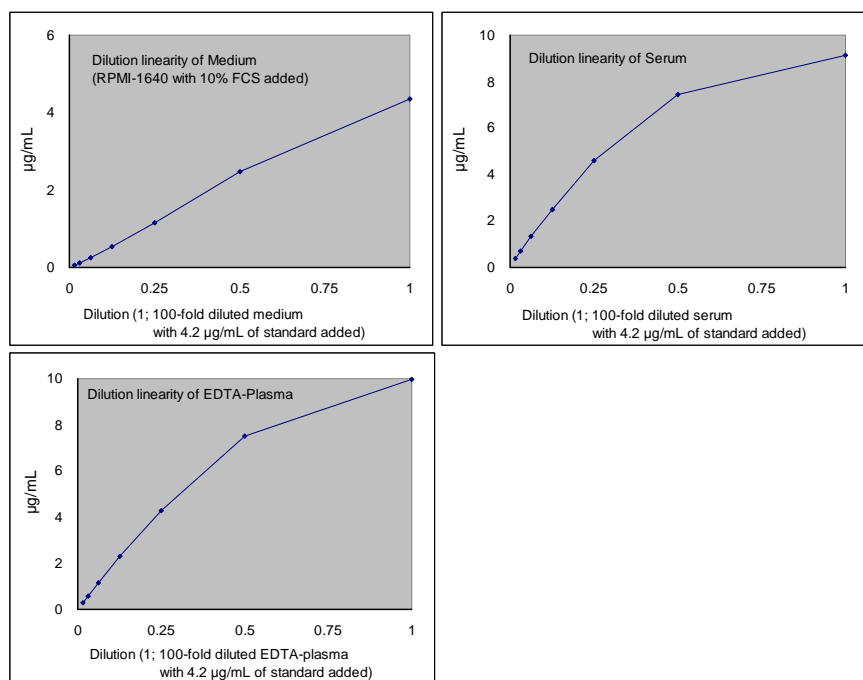 Dilution linearity of Medium
(RPMI-1640 with 10% FCS added)
6
4
2
0
µg/mL
0 0.25 0.5 0.75 1
Dilution (1; 100-fold diluted medium
with 4.2 µg/mL of standard added)
Dilution linearity of Serum
10
8
6
4
2
0
µg/mL
0 0.25 0.5 0.75 1
Dilution (1; 100-fold diluted serum
with 4.2 µg/mL of standard added)
Dilution linearity of EDTA-Plasma
10
8
6
4
2
0
µg/mL
0 0.25 0.5 0.75 1
Dilution (1; 100-fold diluted EDTA-plasma
with 4.2 µg/mL of standard added)